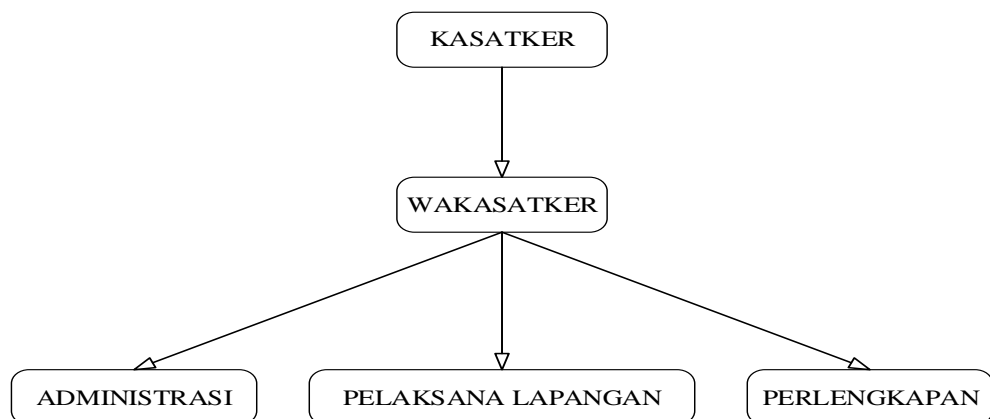 KASATKER
WAKASATKER
ADMINISTRASI
PELAKSANA LAPANGAN
PERLENGKAPAN